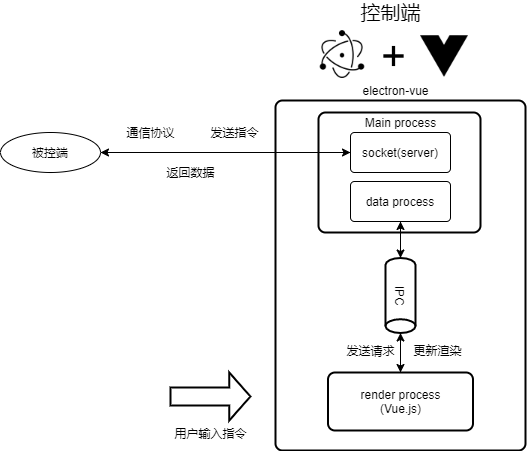 控制端
electron-vue
Main process
通信协议 发送指令
socket(server)
被控端
返回数据
data process
IPC
发送请求 更新渲染
render process
(Vue.js)
用户输入指令